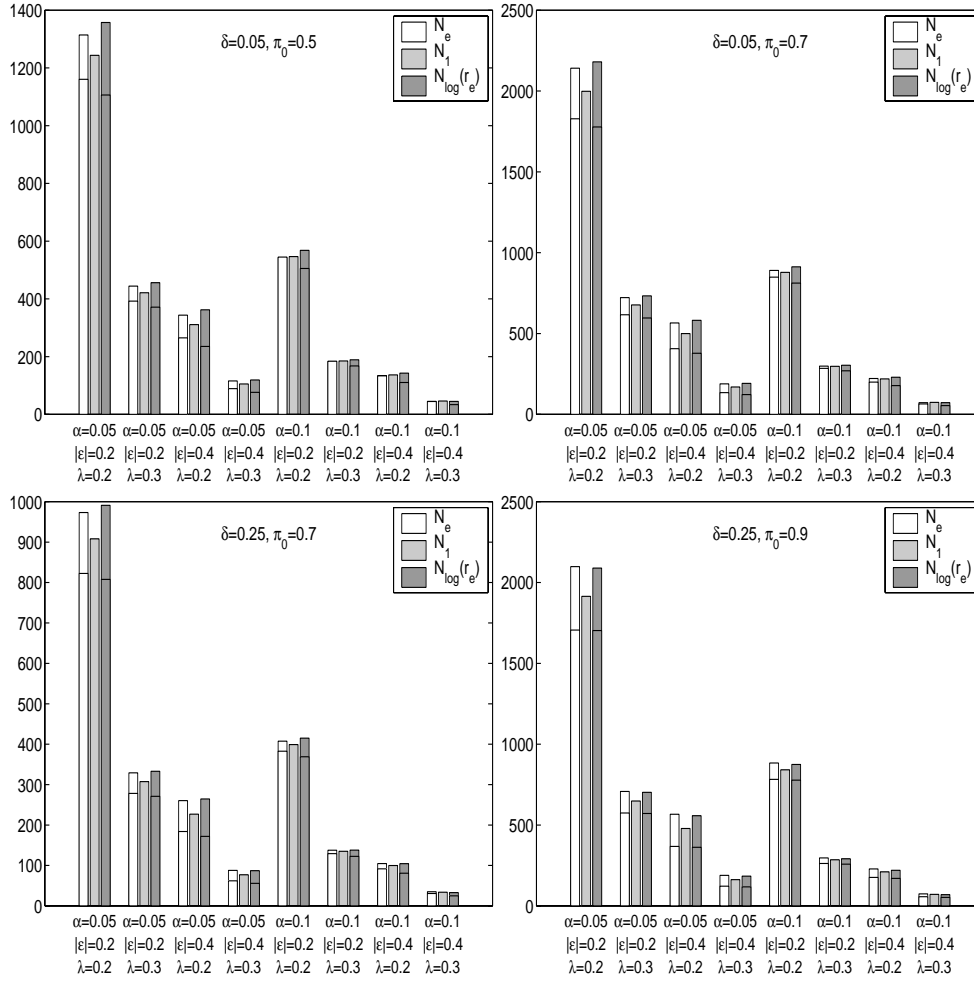 1400
1200
1000
800
600
400
200
0
δ=0.05, π₀=0.5
N_e
N_1
N_log(r_e)
α=0.05 α=0.05 α=0.05 α=0.05 α=0.1 α=0.1 α=0.1 α=0.1
|ε|=0.2 |ε|=0.2 |ε|=0.4 |ε|=0.4 |ε|=0.2 |ε|=0.2 |ε|=0.4 |ε|=0.4
λ=0.2 λ=0.3 λ=0.2 λ=0.3 λ=0.2 λ=0.3 λ=0.2 λ=0.3
2500
2000
1500
1000
500
0
δ=0.05, π₀=0.7
N_e
N_1
N_log(r_e)
α=0.05 α=0.05 α=0.05 α=0.05 α=0.1 α=0.1 α=0.1 α=0.1
|ε|=0.2 |ε|=0.2 |ε|=0.4 |ε|=0.4 |ε|=0.2 |ε|=0.2 |ε|=0.4 |ε|=0.4
λ=0.2 λ=0.3 λ=0.2 λ=0.3 λ=0.2 λ=0.3 λ=0.2 λ=0.3
1000
900
800
700
600
500
400
300
200
100
0
δ=0.25, π₀=0.7
N_e
N_1
N_log(r_e)
α=0.05 α=0.05 α=0.05 α=0.05 α=0.1 α=0.1 α=0.1 α=0.1
|ε|=0.2 |ε|=0.2 |ε|=0.4 |ε|=0.4 |ε|=0.2 |ε|=0.2 |ε|=0.4 |ε|=0.4
λ=0.2 λ=0.3 λ=0.2 λ=0.3 λ=0.2 λ=0.3 λ=0.2 λ=0.3
2500
2000
1500
1000
500
0
δ=0.25, π₀=0.9
N_e
N_1
N_log(r_e)
α=0.05 α=0.05 α=0.05 α=0.05 α=0.1 α=0.1 α=0.1 α=0.1
|ε|=0.2 |ε|=0.2 |ε|=0.4 |ε|=0.4 |ε|=0.2 |ε|=0.2 |ε|=0.4 |ε|=0.4
λ=0.2 λ=0.3 λ=0.2 λ=0.3 λ=0.2 λ=0.3 λ=0.2 λ=0.3